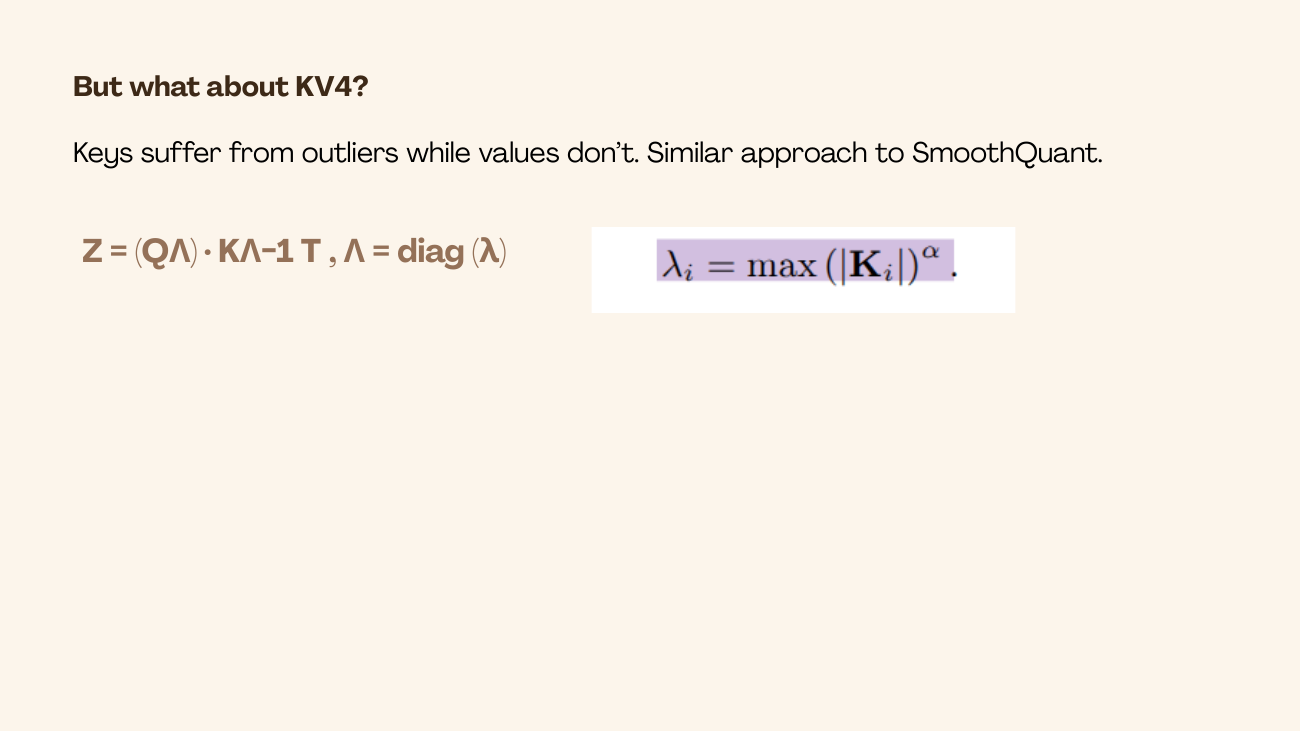 But what about KV4?
Keys suffer from outliers while values don’t. Similar approach to SmoothQuant.
Z = (QΛ) · KΛ−1 T , Λ = diag (λ)
λi = max (|Ki|)^α .